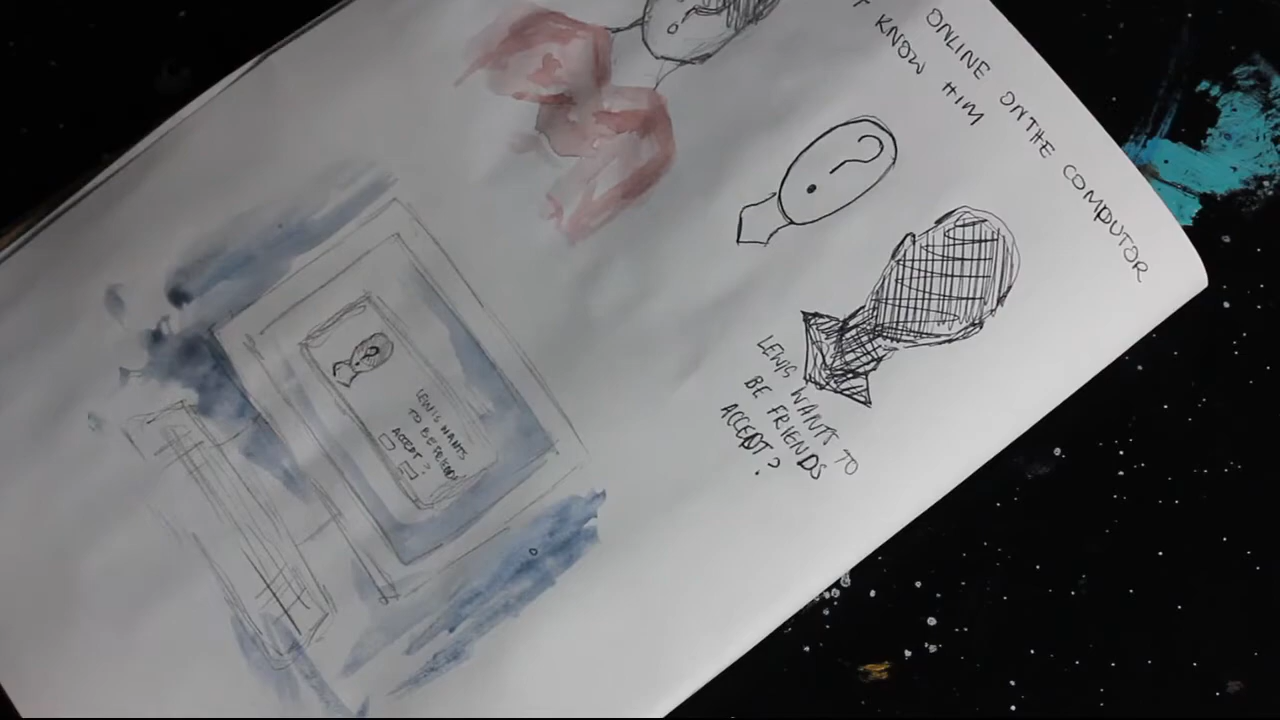 ONLINE ON THE COMPUTOR
KNOW HIM
?
LEWIS WANTS TO
BE FRIENDS
ACCEPT?
?
LEWIS WANTS
TO BE FRIENDS
ACCEPT?